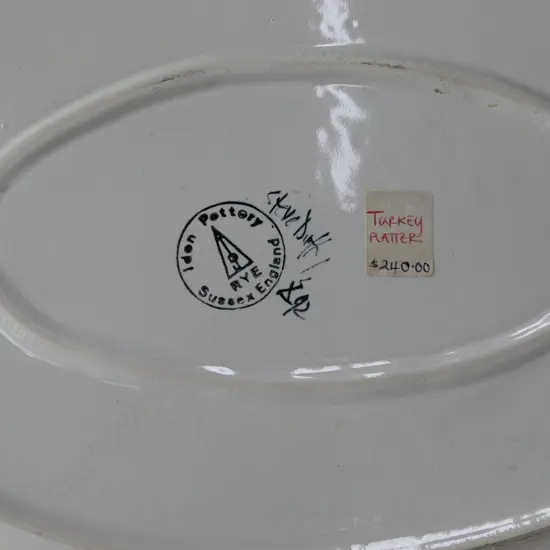 Iden Pottery
RYE
Sussex England
TURKEY
PLATTER
$240.00